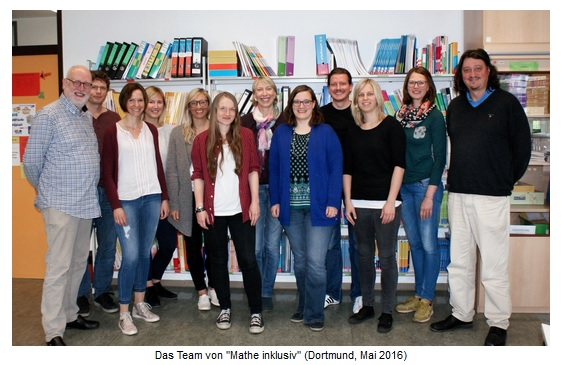 Das Team von "Mathe inklusiv" (Dortmund, Mai 2016)